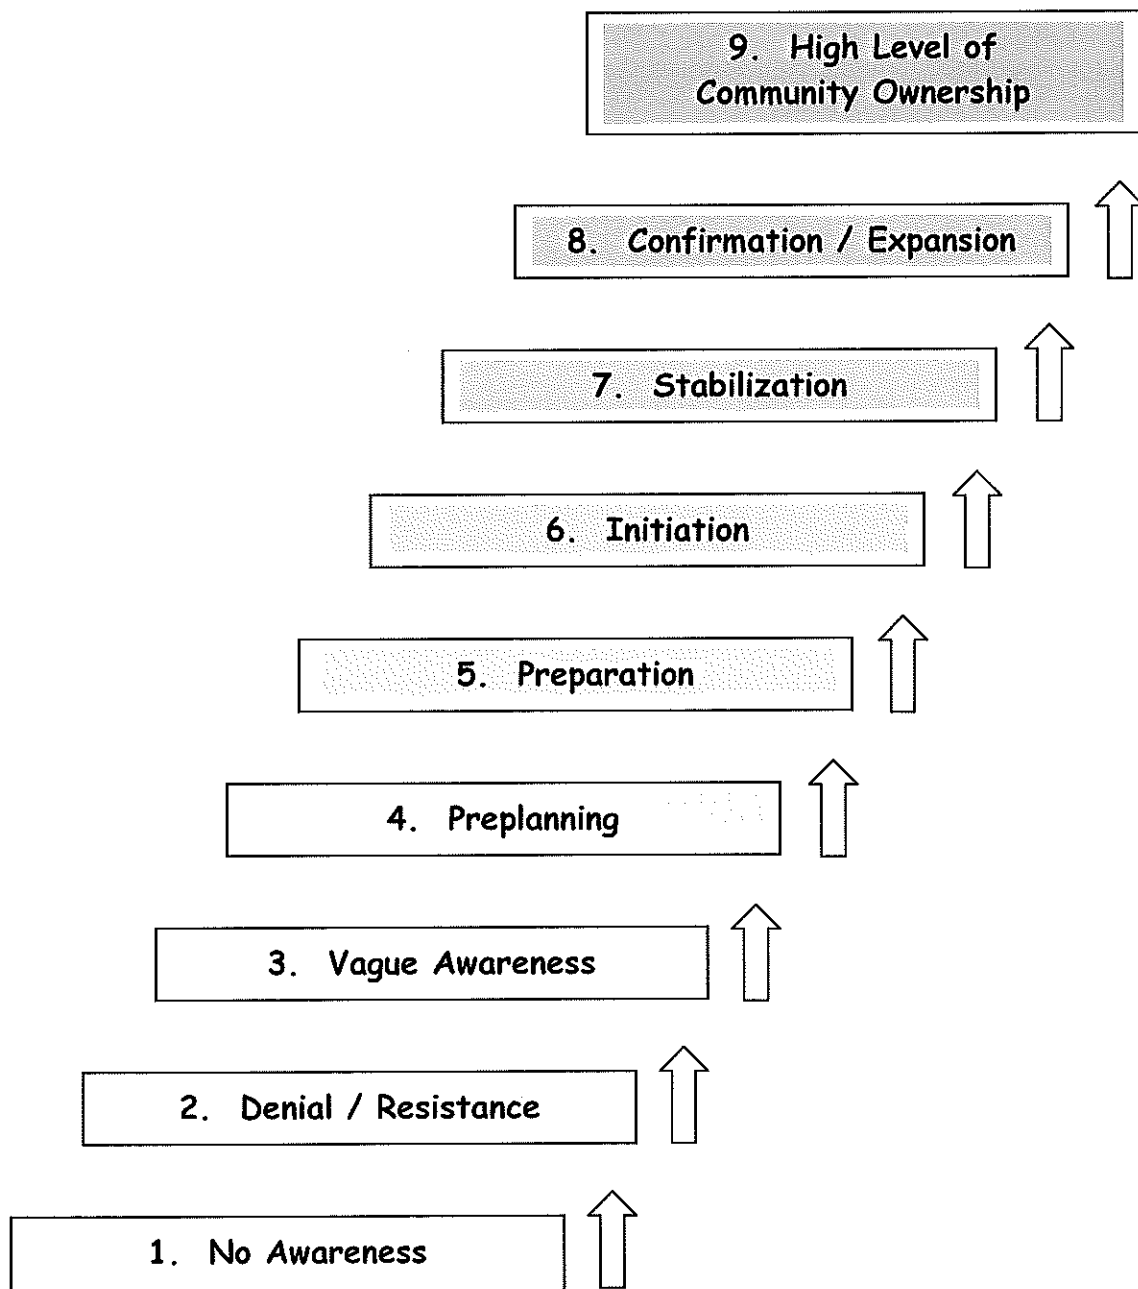 9. High Level of
Community Ownership
8. Confirmation / Expansion
7. Stabilization
6. Initiation
5. Preparation
4. Preplanning
3. Vague Awareness
2. Denial / Resistance
1. No Awareness